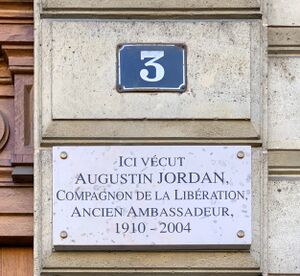 3
ICI VÉCUT
AUGUSTIN JORDAN,
COMPAGNON DE LA LIBÉRATION,
ANCIEN AMBASSADEUR,
1910 - 2004